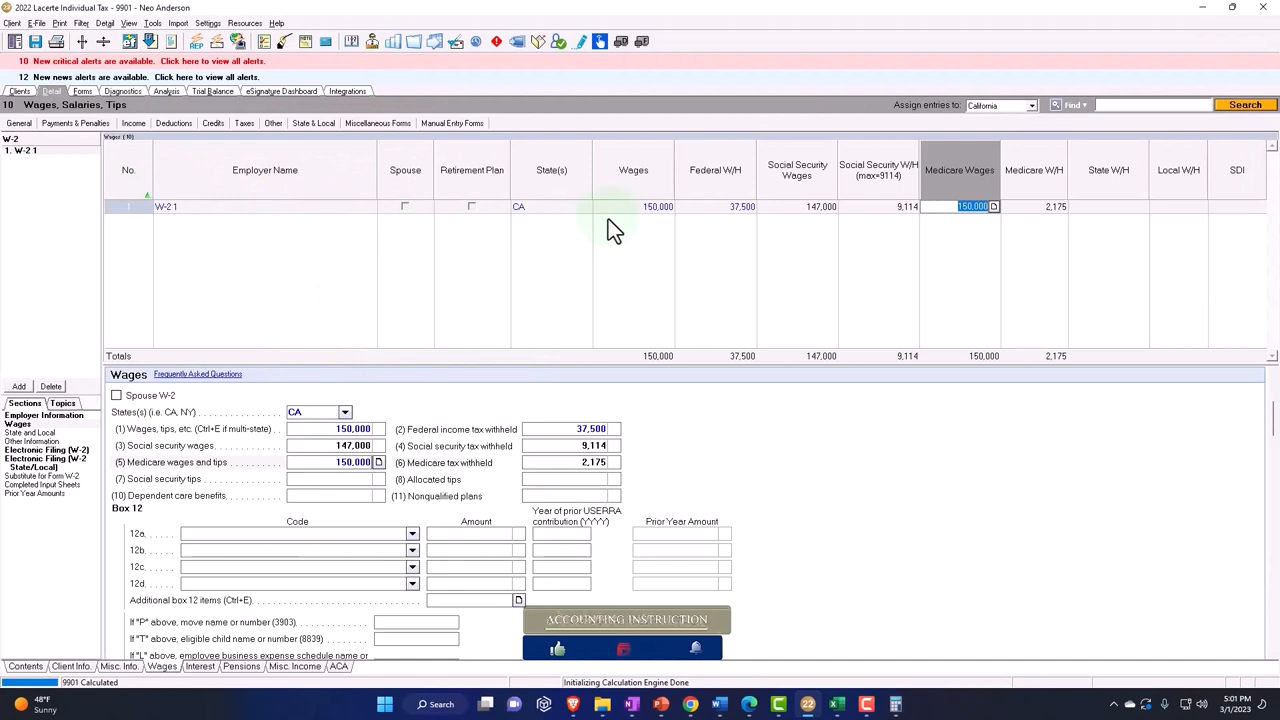 2022 Lacerte Individual Tax - 9901 - Neo Anderson
Client E-File Print Filter Detail View Tools Import Settings Resources Help
10 New critical alerts are available. Click here to view all alerts.
12 New news alerts are available. Click here to view all alerts.
Clients Detail Forms Diagnostics Analysis Trial Balance eSignature Dashboard Integrations
10 Wages, Salaries, Tips Assign entries to: California Find Search
General Payments & Penalties Income Deductions Credits Taxes Other State & Local Miscellaneous Forms Manual Entry Forms
W-2 Wages (10)
1. W-2 1
No. Employer Name Spouse Retirement Plan State(s) Wages Federal W/H Social Security Wages Social Security W/H (max=9114) Medicare Wages Medicare W/H State W/H Local W/H SDI
1 W-2 1 CA 150,000 37,500 147,000 9,114 150,000 2,175
Totals 150,000 37,500 147,000 9,114 150,000 2,175
Add Delete
Sections Topics
Employer Information
Wages
State and Local
Other Information
Electronic Filing (W-2)
Electronic Filing (W-2
State/Local)
Substitute for Form W-2
Completed Input Sheets
Prior Year Amounts
Wages Frequently Asked Questions
Spouse W-2
States(s) (i.e. CA, NY) CA
(1) Wages, tips, etc. (Ctrl+E if multi-state) 150,000 (2) Federal income tax withheld 37,500
(3) Social security wages 147,000 (4) Social security tax withheld 9,114
(5) Medicare wages and tips 150,000 (6) Medicare tax withheld 2,175
(7) Social security tips (8) Allocated tips
(10) Dependent care benefits (11) Nonqualified plans
Box 12
Code Amount Year of prior USERRA contribution (YYYY) Prior Year Amount
12a
12b
12c
12d
Additional box 12 items (Ctrl+E)
If "P" above, move name or number (3903)
If "T" above, eligible child name or number (8839)
If "L" above, employee business expense schedule name or
ACCOUNTING INSTRUCTION
Contents Client Info. Misc. Info. Wages Interest Pensions Misc. Income ACA
9901 Calculated Initializing Calculation Engine Done
48°F
Sunny
Search
5:01 PM
3/1/2023